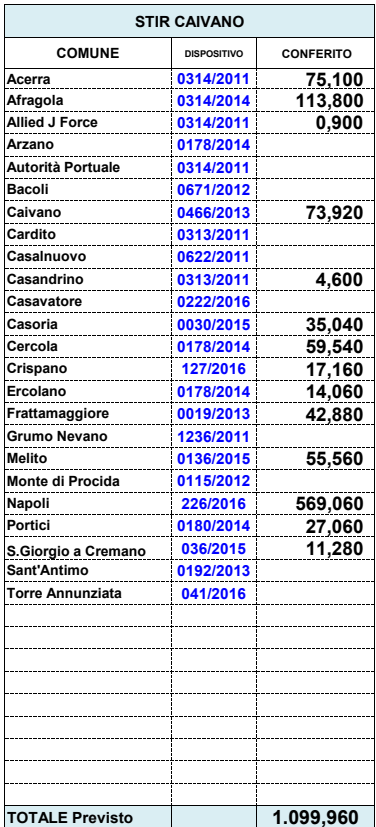 STIR CAIVANO
COMUNE DISPOSITIVO CONFERITO
Acerra 0314/2011 75,100
Afragola 0314/2014 113,800
Allied J Force 0314/2011 0,900
Arzano 0178/2014
Autorità Portuale 0314/2011
Bacoli 0671/2012
Caivano 0466/2013 73,920
Cardito 0313/2011
Casalnuovo 0622/2011
Casandrino 0313/2011 4,600
Casavatore 0222/2016
Casoria 0030/2015 35,040
Cercola 0178/2014 59,540
Crispano 127/2016 17,160
Ercolano 0178/2014 14,060
Frattamaggiore 0019/2013 42,880
Grumo Nevano 1236/2011
Melito 0136/2015 55,560
Monte di Procida 0115/2012
Napoli 226/2016 569,060
Portici 0180/2014 27,060
S.Giorgio a Cremano 036/2015 11,280
Sant'Antimo 0192/2013
Torre Annunziata 041/2016
TOTALE Previsto 1.099,960